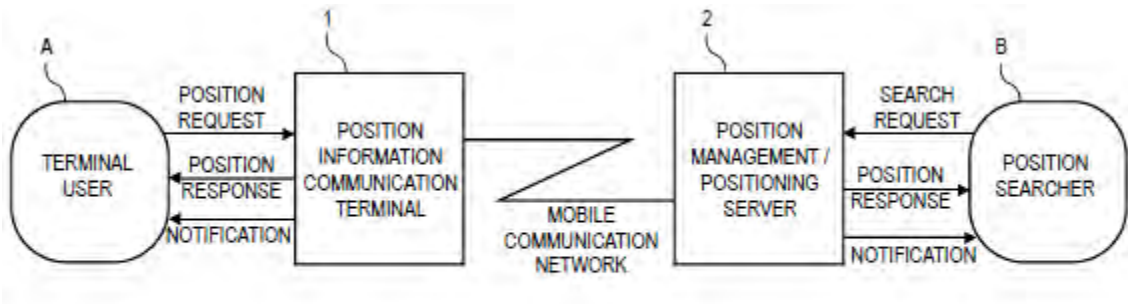 A
1
2
B
POSITION
REQUEST
POSITION
RESPONSE
NOTIFICATION
TERMINAL
USER
POSITION
INFORMATION
COMMUNICATION
TERMINAL
MOBILE
COMMUNICATION
NETWORK
POSITION
MANAGEMENT /
POSITIONING
SERVER
SEARCH
REQUEST
POSITION
RESPONSE
NOTIFICATION
POSITION
SEARCHER